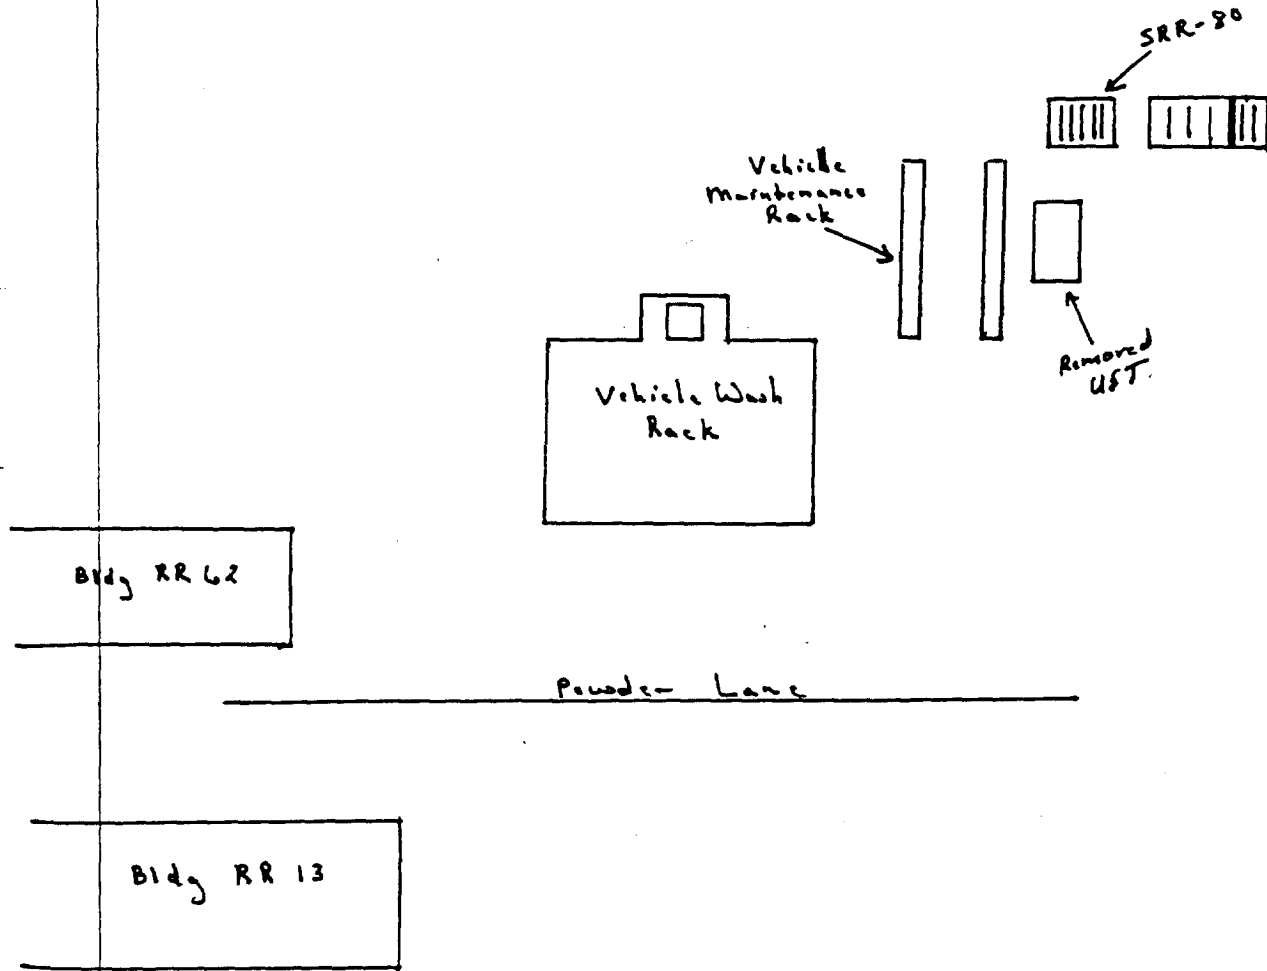 SRR-80
Vehicle
Maintenance
Rack
Removed
UST.
Vehicle Wash
Rack
Bldg RR 62
Powder Lane
Bldg RR 13